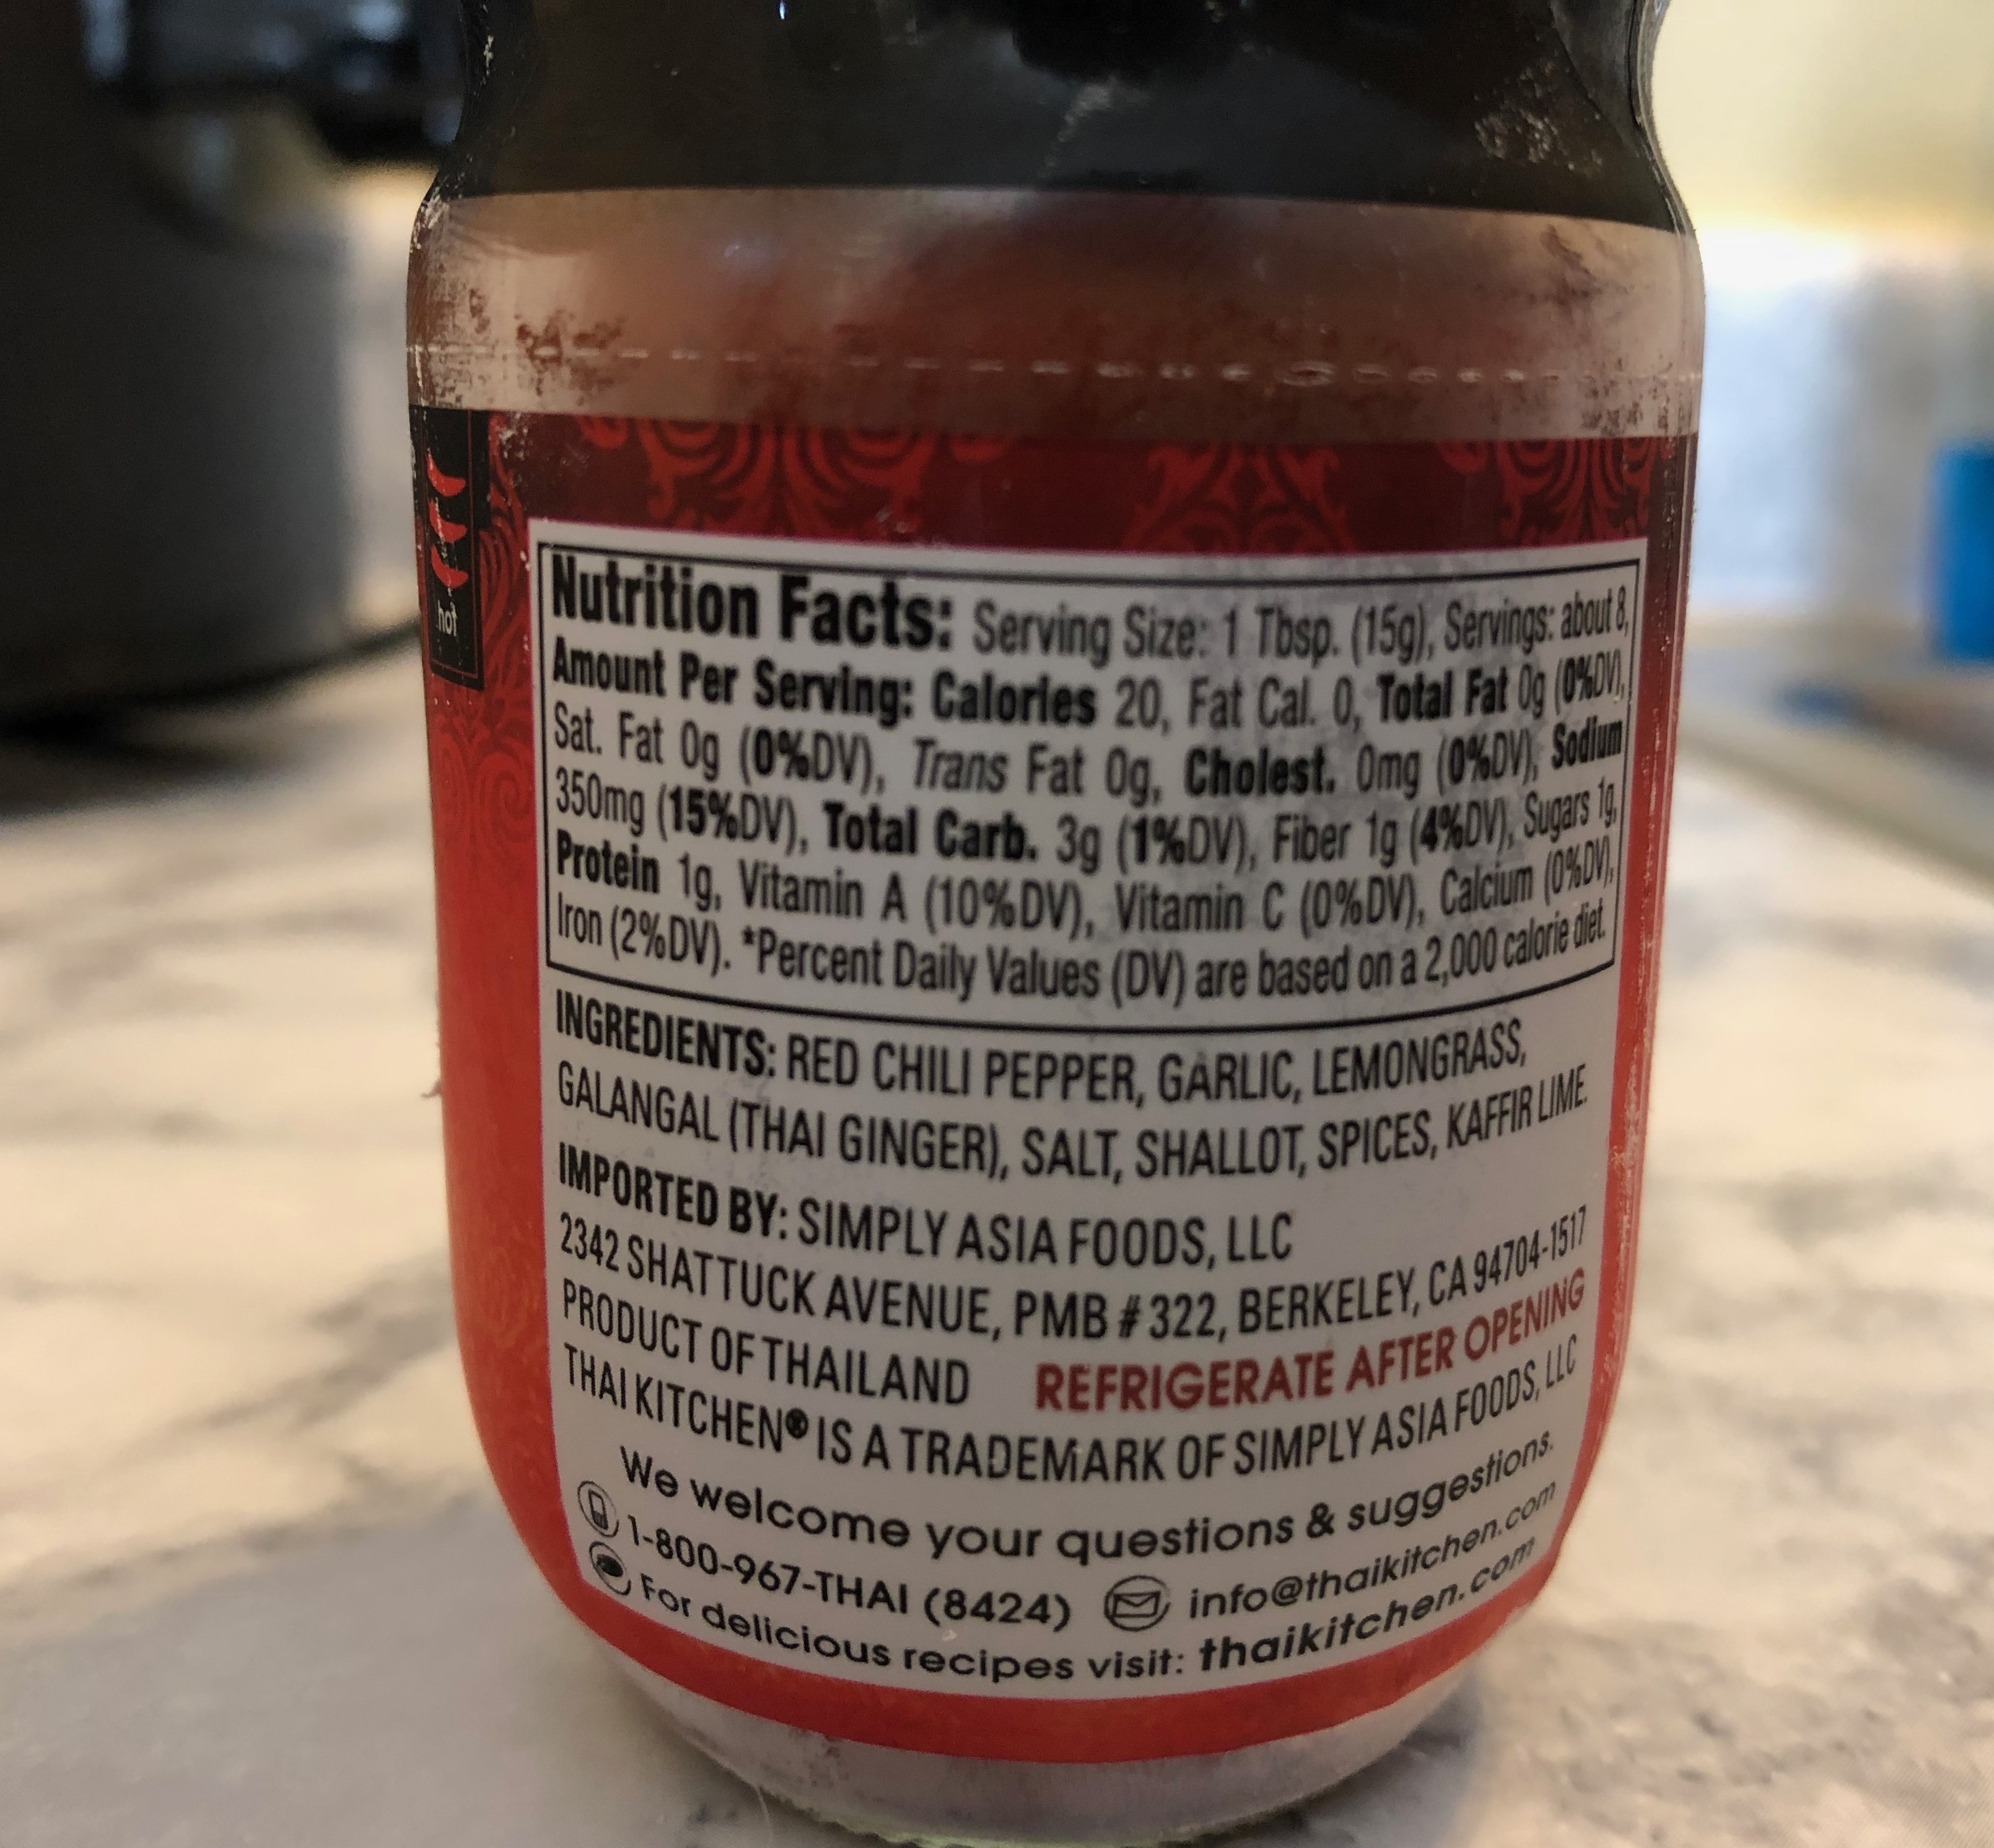 hot
Nutrition Facts: Serving Size: 1 Tbsp. (15g), Servings: about 8,
Amount Per Serving: Calories 20, Fat Cal. 0, Total Fat 0g (0%DV),
Sat. Fat 0g (0%DV), Trans Fat 0g, Cholest. 0mg (0%DV), Sodium
350mg (15%DV), Total Carb. 3g (1%DV), Fiber 1g (4%DV), Sugars 1g,
Protein 1g, Vitamin A (10%DV), Vitamin C (0%DV), Calcium (0%DV),
Iron (2%DV). *Percent Daily Values (DV) are based on a 2,000 calorie diet.
INGREDIENTS: RED CHILI PEPPER, GARLIC, LEMONGRASS,
GALANGAL (THAI GINGER), SALT, SHALLOT, SPICES, KAFFIR LIME.
IMPORTED BY: SIMPLY ASIA FOODS, LLC
2342 SHATTUCK AVENUE, PMB #322, BERKELEY, CA 94704-1517
PRODUCT OF THAILAND REFRIGERATE AFTER OPENING
THAI KITCHEN® IS A TRADEMARK OF SIMPLY ASIA FOODS, LLC
We welcome your questions & suggestions.
1-800-967-THAI (8424) info@thaikitchen.com
For delicious recipes visit: thaikitchen.com